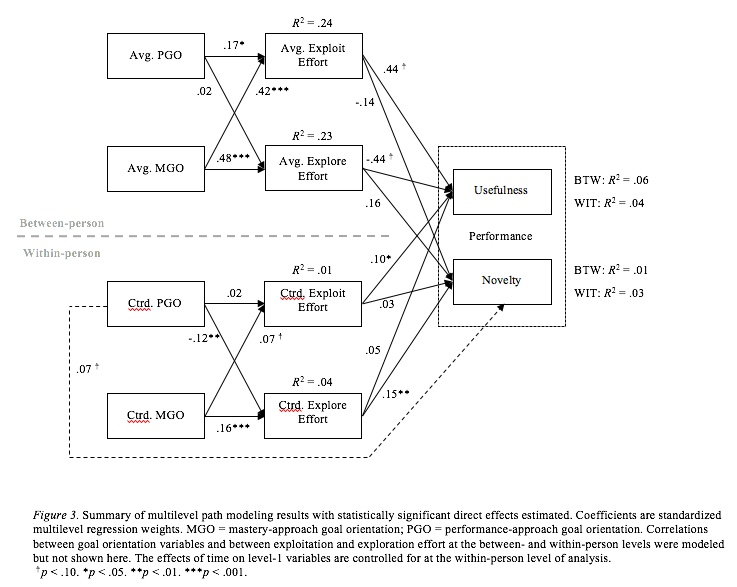 R² = .24
Avg. PGO
.17*
Avg. Exploit
Effort
.44 †
.02
.42***
-.14
R² = .23
Avg. MGO
.48***
Avg. Explore
Effort
-.44 †
.16
Usefulness
BTW: R² = .06
WIT: R² = .04
Between-person
Performance
Within-person
.10*
R² = .01
Novelty
BTW: R² = .01
WIT: R² = .03
Ctrd. PGO
.02
Ctrd. Exploit
Effort
.03
-.12**
.07 †
.05
.07 †
R² = .04
Ctrd. MGO
.16***
Ctrd. Explore
Effort
.15**
Figure 3. Summary of multilevel path modeling results with statistically significant direct effects estimated. Coefficients are standardized
multilevel regression weights. MGO = mastery-approach goal orientation; PGO = performance-approach goal orientation. Correlations
between goal orientation variables and between exploitation and exploration effort at the between- and within-person levels were modeled
but not shown here. The effects of time on level-1 variables are controlled for at the within-person level of analysis.
†p < .10. *p < .05. **p < .01. ***p < .001.